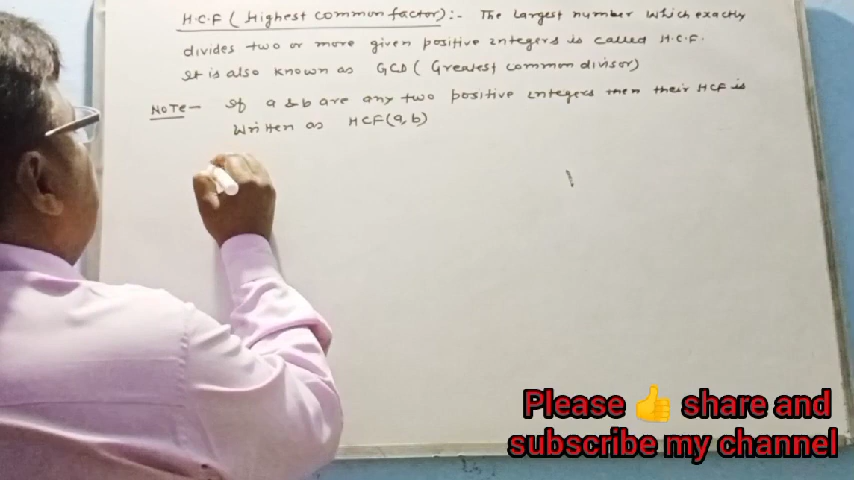 H.C.F ( Highest common factor):- The largest number which exactly
divides two or more given positive integers is called H.C.F.
It is also known as GCD ( Greatest common divisor)
NOTE- If a & b are any two positive integers then their HCF is
written as HCF(a,b)
Please 👍 share and
subscribe my channel